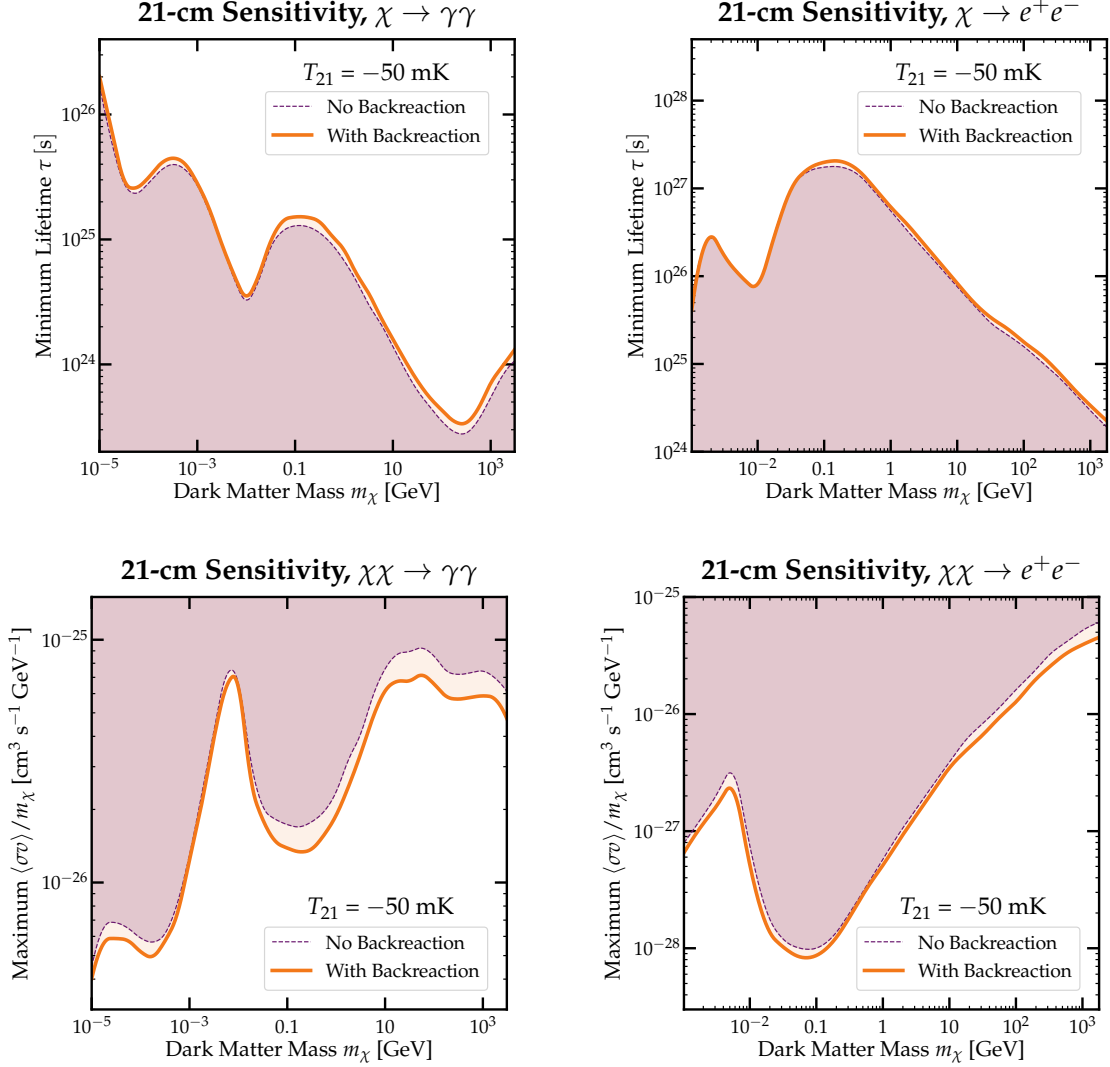 21-cm Sensitivity, χ → γγ
T21 = −50 mK
No Backreaction
With Backreaction
Minimum Lifetime τ [s]
10^26
10^25
10^24
10^−5
10^−3
0.1
10
10^3
Dark Matter Mass mχ [GeV]
21-cm Sensitivity, χ → e+e−
T21 = −50 mK
No Backreaction
With Backreaction
Minimum Lifetime τ [s]
10^28
10^27
10^26
10^25
10^24
10^−2
0.1
1
10
10^2
10^3
Dark Matter Mass mχ [GeV]
21-cm Sensitivity, χχ → γγ
Maximum ⟨σv⟩/mχ [cm^3 s^−1 GeV^−1]
10^−25
10^−26
T21 = −50 mK
No Backreaction
With Backreaction
10^−5
10^−3
0.1
10
10^3
Dark Matter Mass mχ [GeV]
21-cm Sensitivity, χχ → e+e−
Maximum ⟨σv⟩/mχ [cm^3 s^−1 GeV^−1]
10^−25
10^−26
10^−27
10^−28
T21 = −50 mK
No Backreaction
With Backreaction
10^−2
0.1
1
10
10^2
10^3
Dark Matter Mass mχ [GeV]